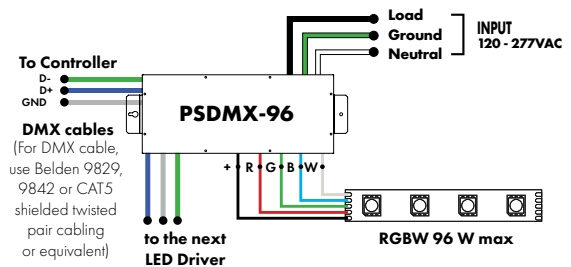 Load
Ground
Neutral
INPUT
120 - 277VAC
To Controller
D-
D+
GND
PSDMX-96
DMX cables
(For DMX cable,
use Belden 9829,
9842 or CAT5
shielded twisted
pair cabling
or equivalent)
+ R G B W
to the next
LED Driver
RGBW 96 W max